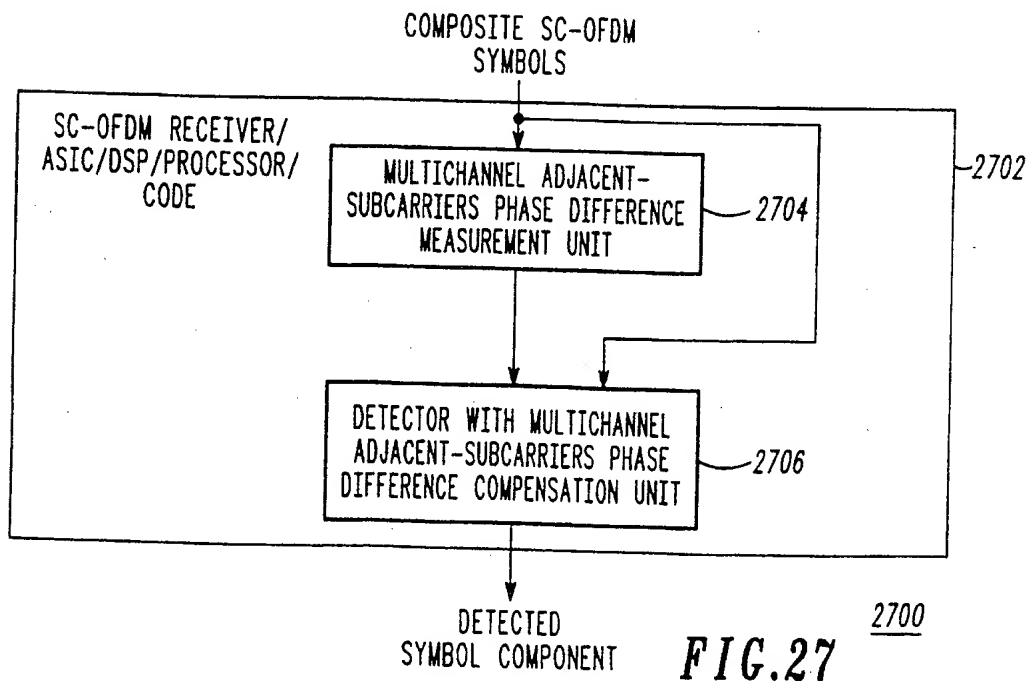 COMPOSITE SC-OFDM
SYMBOLS
SC-OFDM RECEIVER/
ASIC/DSP/PROCESSOR/
CODE
2702
MULTICHANNEL ADJACENT-
SUBCARRIERS PHASE DIFFERENCE
MEASUREMENT UNIT
2704
DETECTOR WITH MULTICHANNEL
ADJACENT-SUBCARRIERS PHASE
DIFFERENCE COMPENSATION UNIT
2706
DETECTED
SYMBOL COMPONENT
2700
FIG.27